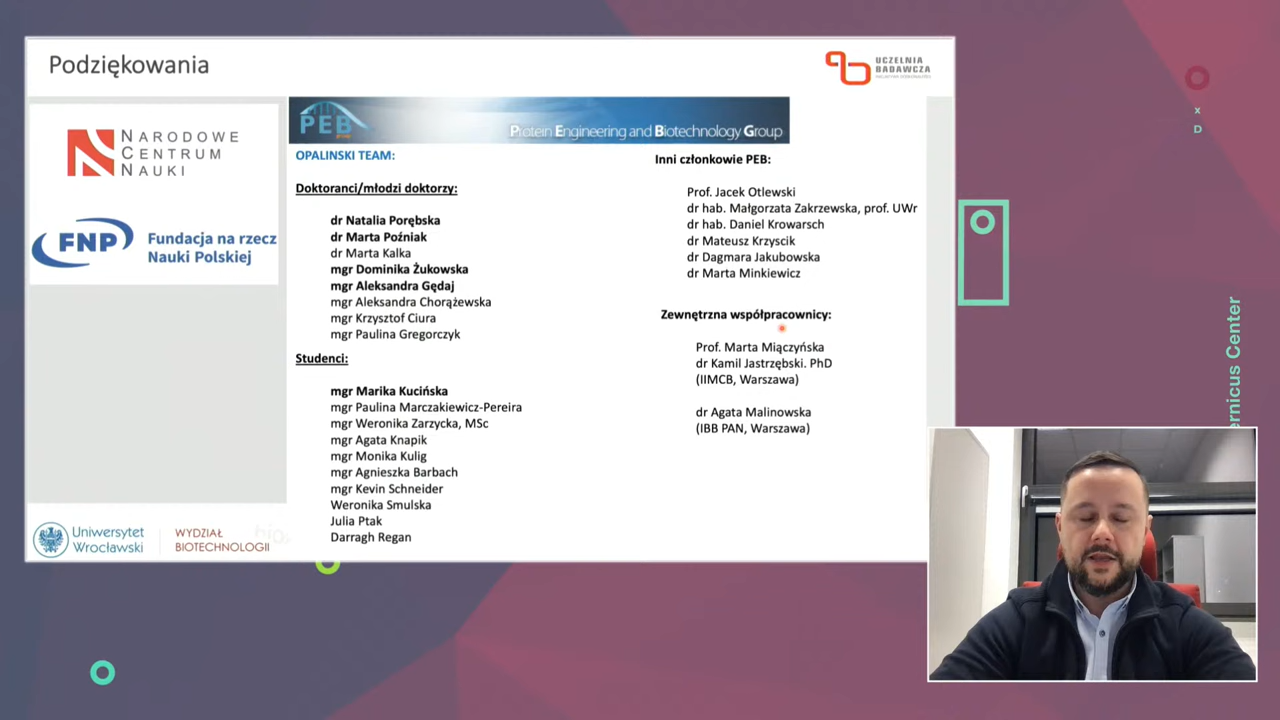 Podziękowania
UCZELNIA
BADAWCZA
NARODOWE
CENTRUM
NAUKI
FNP
Fundacja na rzecz
Nauki Polskiej
PEB
Protein Engineering and Biotechnology Group
OPALINSKI TEAM:
Doktoranci/młodzi doktorzy:
dr Natalia Porębska
dr Marta Poźniak
dr Marta Kalka
mgr Dominika Żukowska
mgr Aleksandra Gędaj
mgr Aleksandra Chorążewska
mgr Krzysztof Ciura
mgr Paulina Gregorczyk
Studenci:
mgr Marika Kucińska
mgr Paulina Marczakiewicz-Pereira
mgr Weronika Zarzycka, MSc
mgr Agata Knapik
mgr Monika Kulig
mgr Agnieszka Barbach
mgr Kevin Schneider
Weronika Smulska
Julia Ptak
Darragh Regan
Inni członkowie PEB:
Prof. Jacek Otlewski
dr hab. Małgorzata Zakrzewska, prof. UWr
dr hab. Daniel Krowarsch
dr Mateusz Krzyscik
dr Dagmara Jakubowska
dr Marta Minkiewicz
Zewnętrzna współpracownicy:
Prof. Marta Miączyńska
dr Kamil Jastrzębski. PhD
(IIMCB, Warszawa)
dr Agata Malinowska
(IBB PAN, Warszawa)
Uniwersytet
Wrocławski
WYDZIAŁ
BIOTECHNOLOGII
x
D
ernicus Center